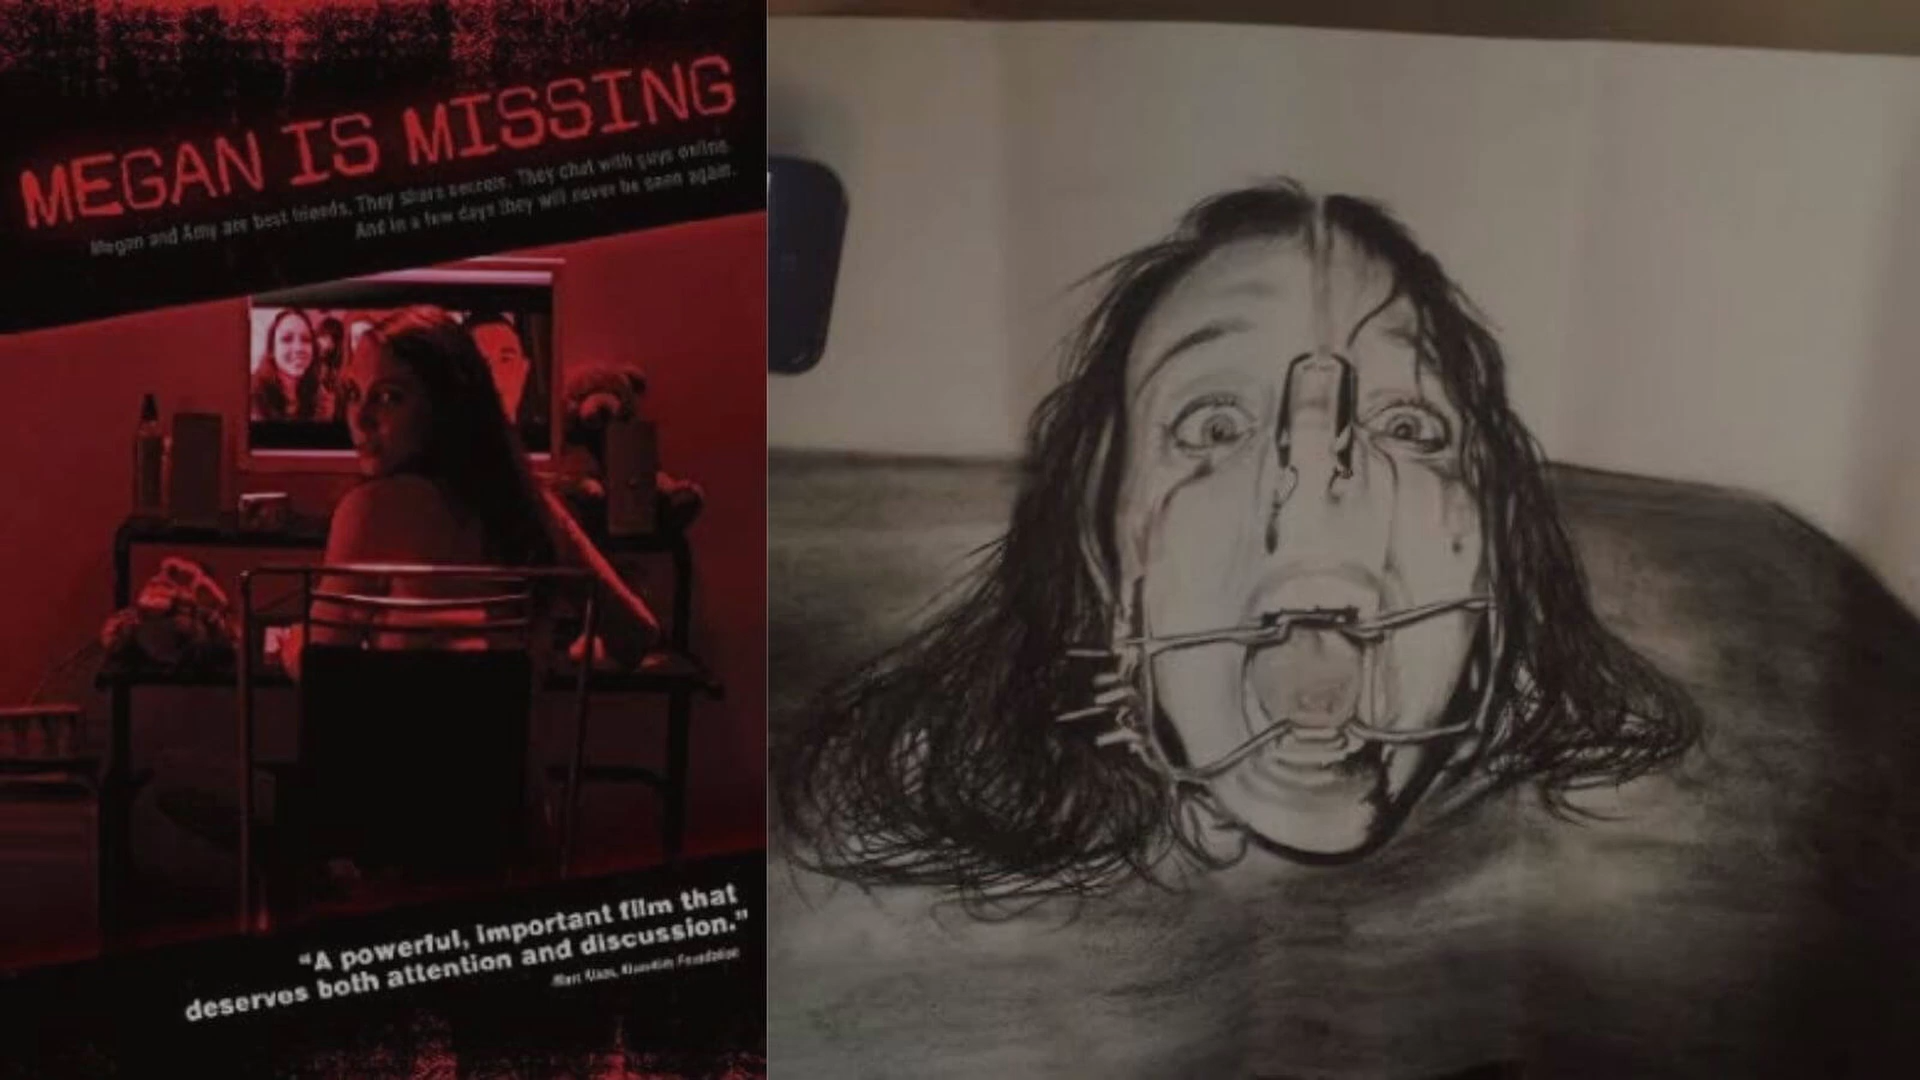 MEGAN IS MISSING
Megan and Amy are best friends. They share secrets. They chat with guys online.
And in a few days they will never be seen again.
"A powerful, important film that
deserves both attention and discussion."